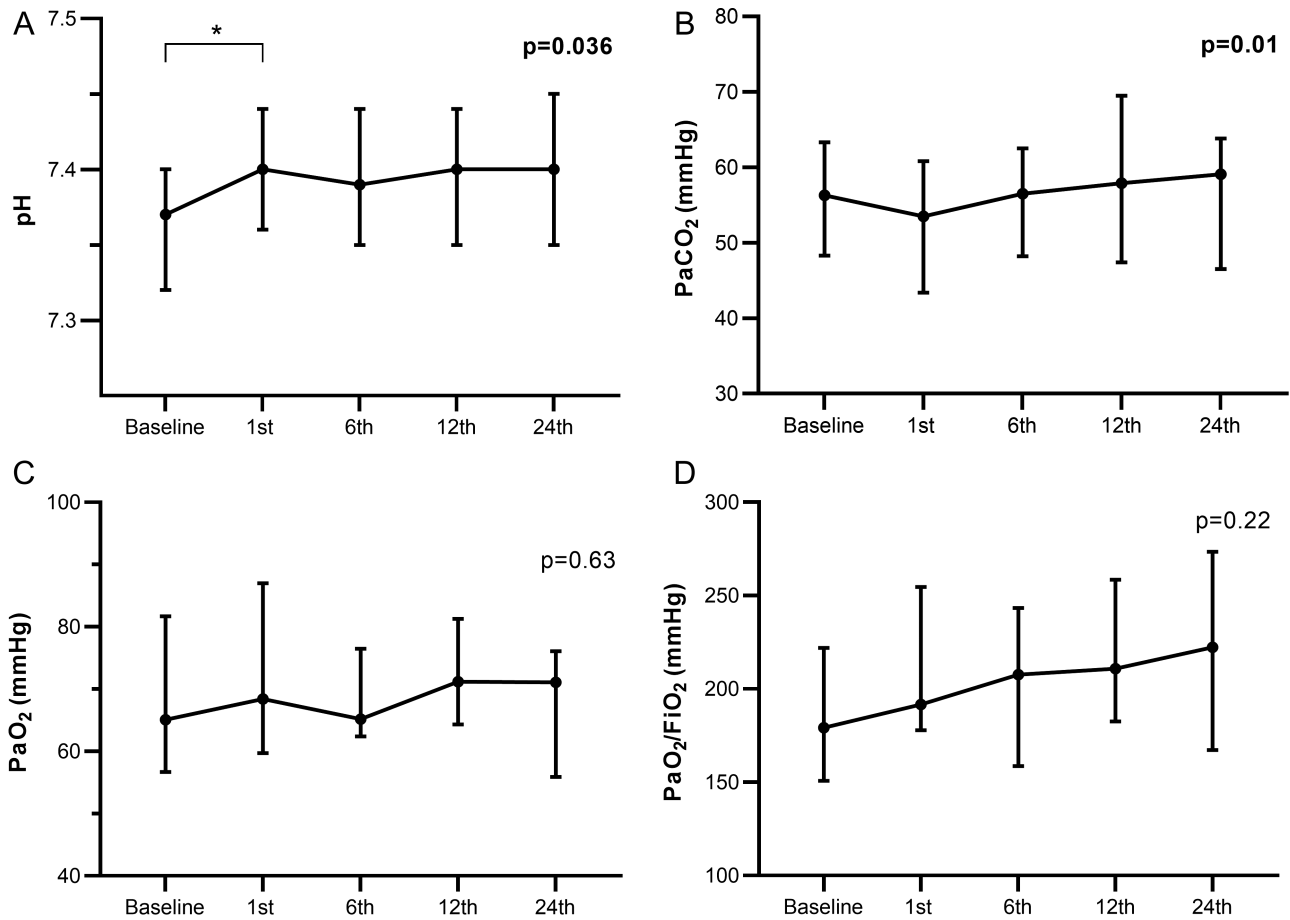 A
pH
7.5
7.4
7.3
*
p=0.036
Baseline 1st 6th 12th 24th
B
PaCO₂ (mmHg)
80
70
60
50
40
30
p=0.01
Baseline 1st 6th 12th 24th
C
PaO₂ (mmHg)
100
80
60
40
p=0.63
Baseline 1st 6th 12th 24th
D
PaO₂/FiO₂ (mmHg)
300
250
200
150
100
p=0.22
Baseline 1st 6th 12th 24th